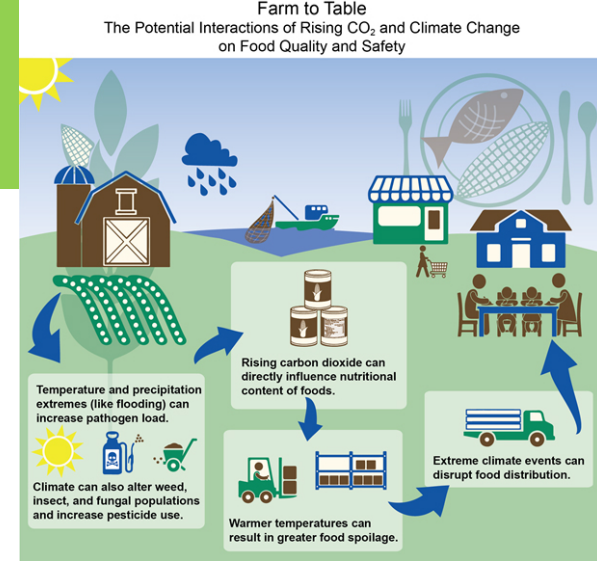 Farm to Table
The Potential Interactions of Rising CO₂ and Climate Change
on Food Quality and Safety
Rising carbon dioxide can
directly influence nutritional
content of foods.
Temperature and precipitation
extremes (like flooding) can
increase pathogen load.
Climate can also alter weed,
insect, and fungal populations
and increase pesticide use.
Warmer temperatures can
result in greater food spoilage.
Extreme climate events can
disrupt food distribution.